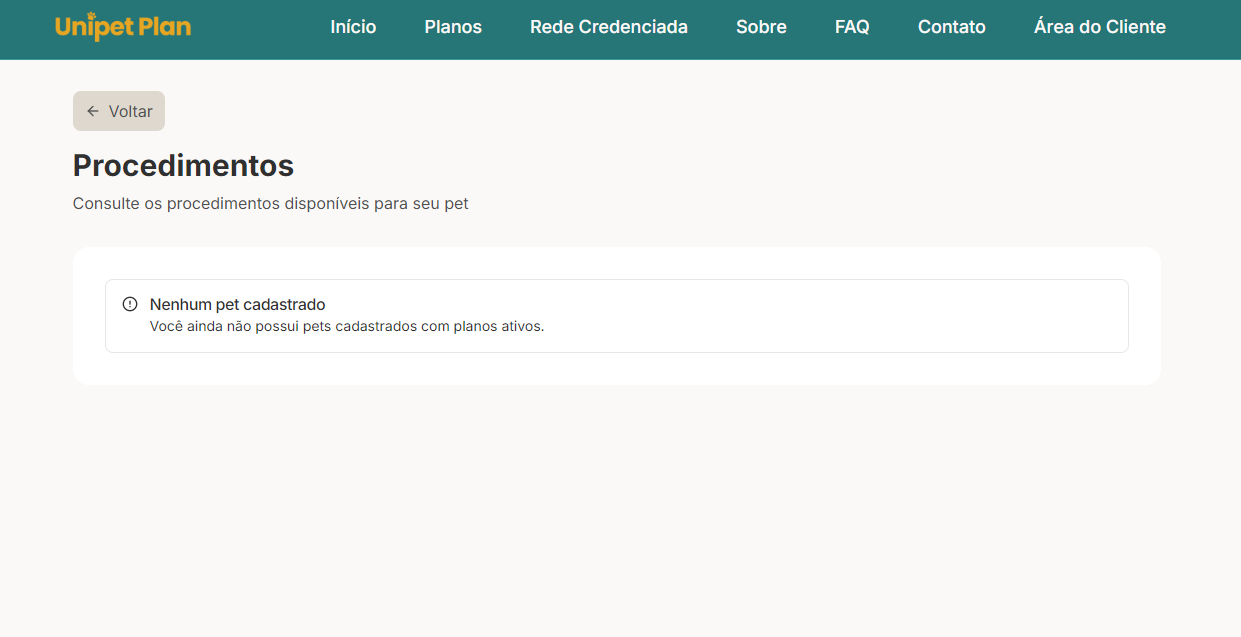 Unipet Plan
Início
Planos
Rede Credenciada
Sobre
FAQ
Contato
Área do Cliente
Voltar
Procedimentos
Consulte os procedimentos disponíveis para seu pet
Nenhum pet cadastrado
Você ainda não possui pets cadastrados com planos ativos.